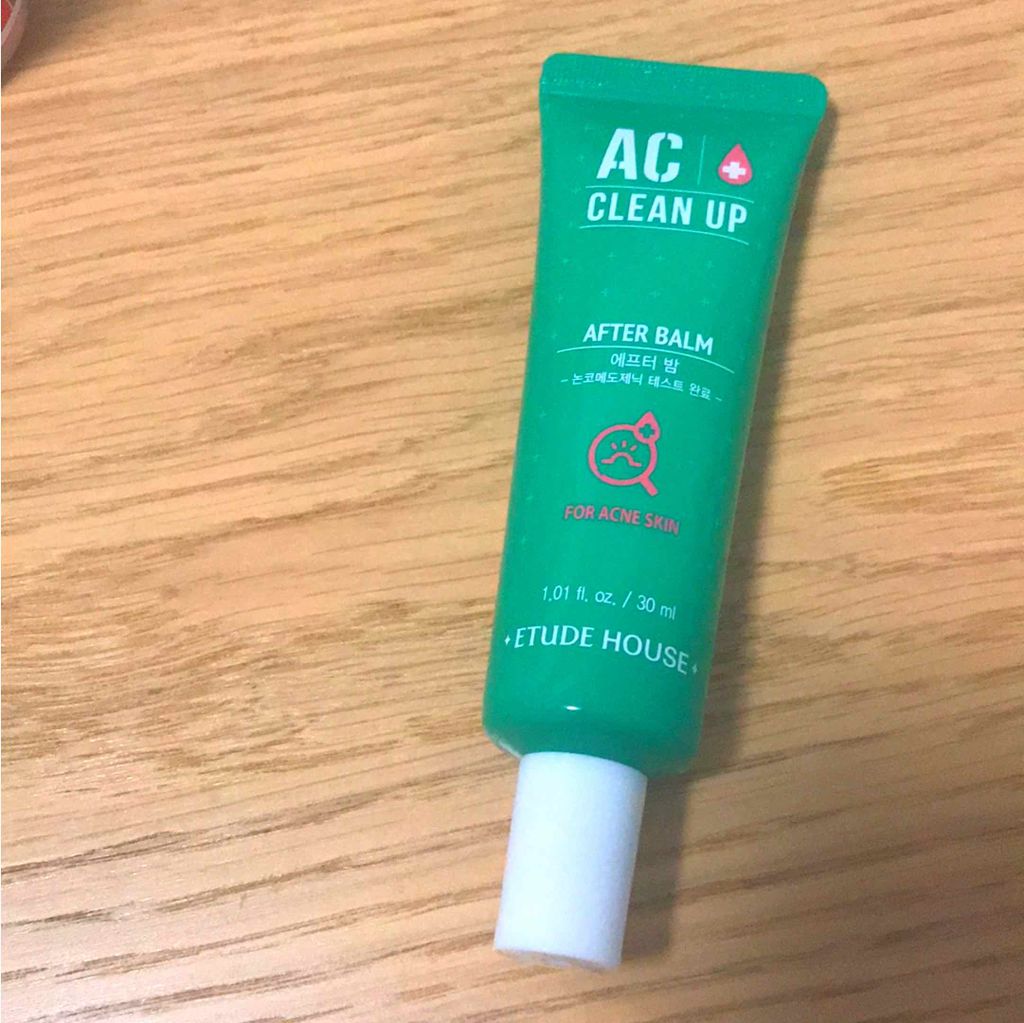 AC
CLEAN UP
AFTER BALM
에프터 밤
- 논코메도제닉 테스트 완료 -
FOR ACNE SKIN
1.01 fl. oz. / 30 ml
ETUDE HOUSE